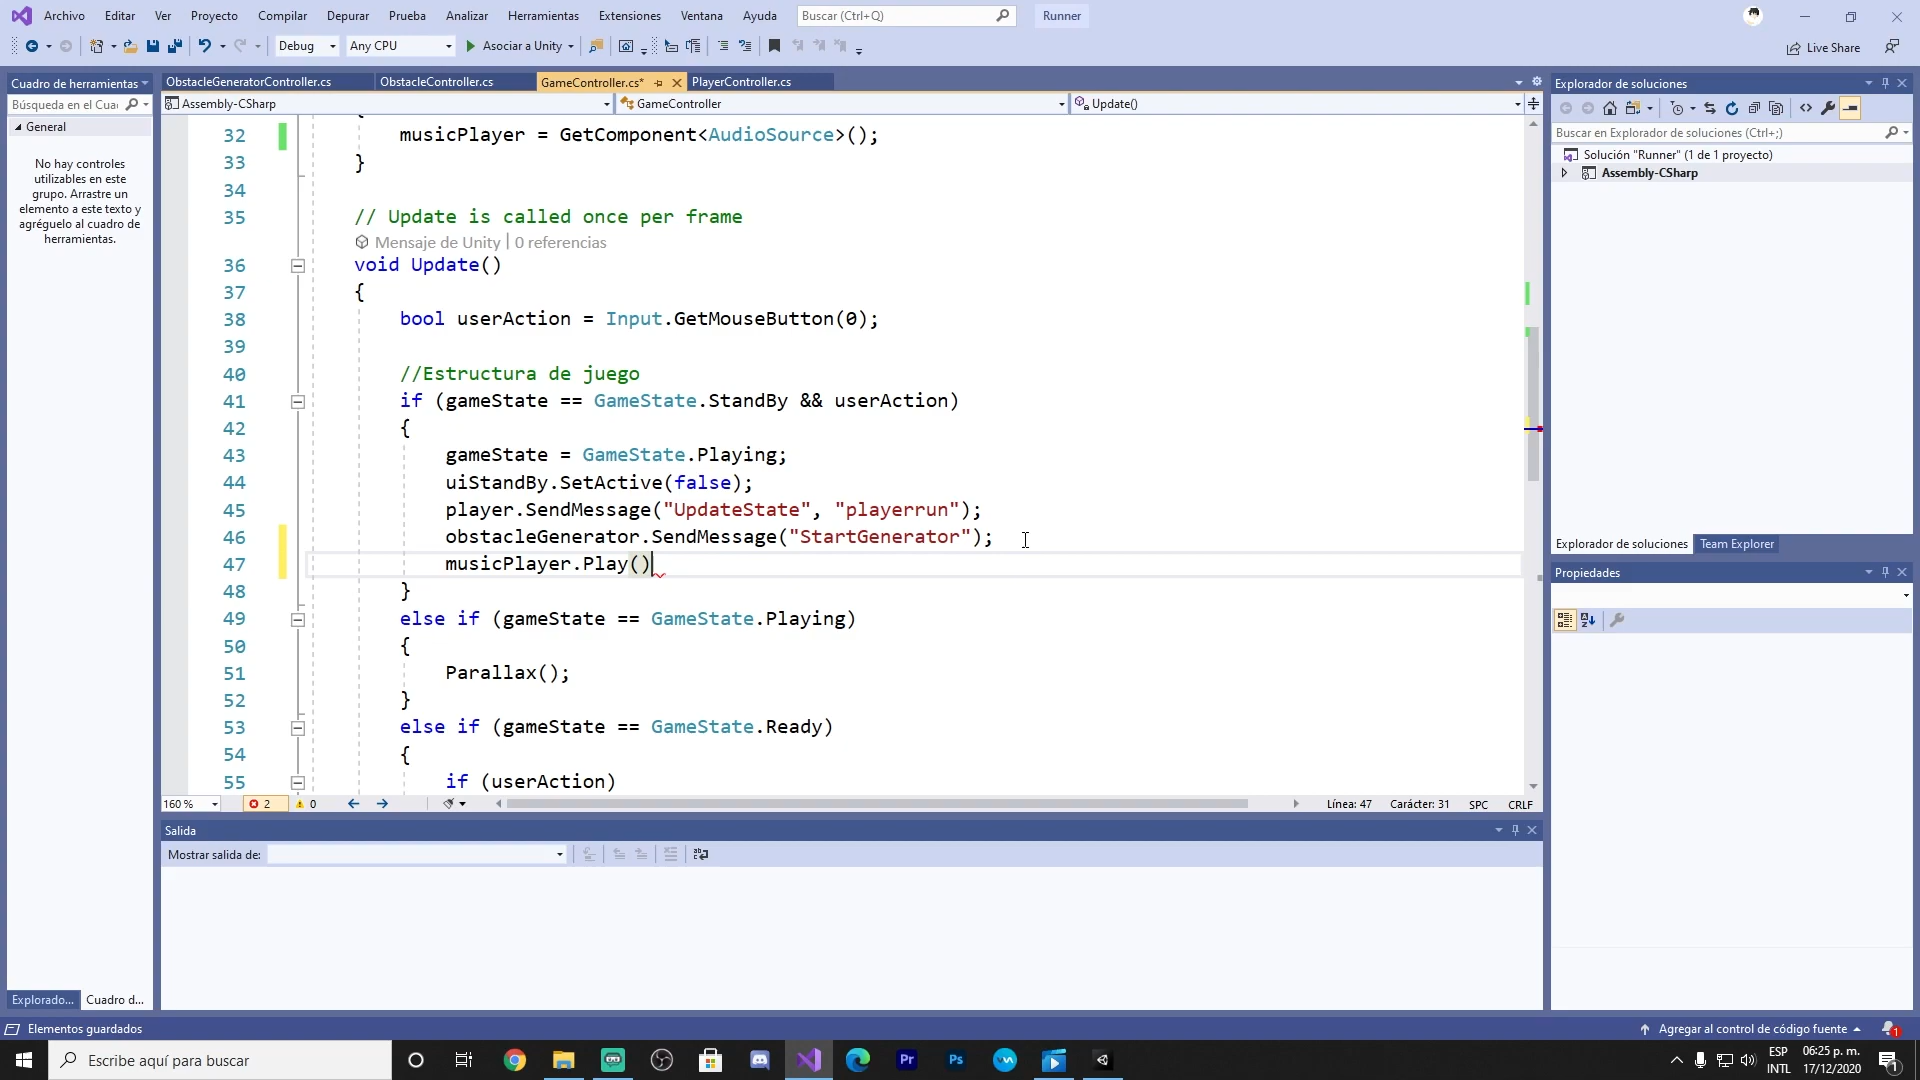 Archivo Editar Ver Proyecto Compilar Depurar Prueba Analizar Herramientas Extensiones Ventana Ayuda Buscar (Ctrl+Q) Runner
Debug Any CPU Asociar a Unity Live Share
Cuadro de herramientas
Búsqueda en el Cua
General
No hay controles
utilizables en este
grupo. Arrastre un
elemento a este texto y
agréguelo al cuadro de
herramientas.
Explorado... Cuadro d...
ObstacleGeneratorController.cs ObstacleController.cs GameController.cs* PlayerController.cs
Assembly-CSharp GameController Update()
32 musicPlayer = GetComponent<AudioSource>();
33 }
34
35 // Update is called once per frame
Mensaje de Unity | 0 referencias
36 void Update()
37 {
38 bool userAction = Input.GetMouseButton(0);
39
40 //Estructura de juego
41 if (gameState == GameState.StandBy && userAction)
42 {
43 gameState = GameState.Playing;
44 uiStandBy.SetActive(false);
45 player.SendMessage("UpdateState", "playerrun");
46 obstacleGenerator.SendMessage("StartGenerator");
47 musicPlayer.Play()
48 }
49 else if (gameState == GameState.Playing)
50 {
51 Parallax();
52 }
53 else if (gameState == GameState.Ready)
54 {
55 if (userAction)
160 % 2 0 Línea: 47 Carácter: 31 SPC CRLF
Salida
Mostrar salida de:
Explorador de soluciones
Buscar en Explorador de soluciones (Ctrl+;)
Solución "Runner" (1 de 1 proyecto)
Assembly-CSharp
Explorador de soluciones Team Explorer
Propiedades
Elementos guardados Agregar al control de código fuente 1
Escribe aquí para buscar
Pr Ps
ESP
INTL
06:25 p. m.
17/12/2020
1